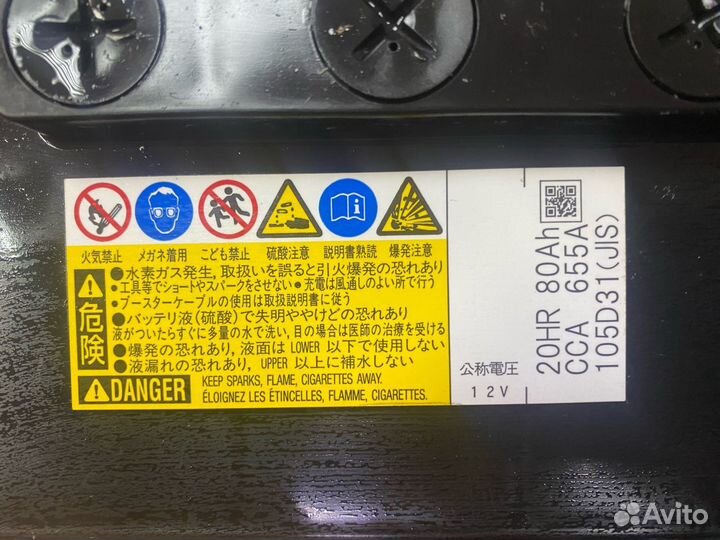 火気禁止 メガネ着用 こども禁止 硫酸注意 説明書熟読 爆発注意
危険
●水素ガス発生,取扱いを誤ると引火爆発の恐れあり
・工具等でショートやスパークをさせない ●充電は風通しのよい所で行う
・ブースターケーブルの使用は取扱説明書に従う
●バッテリ液(硫酸)で失明ややけどの恐れあり
液がついたらすぐに多量の水で洗い,目の場合は医師の治療を受ける
●爆発の恐れあり, 液面は LOWER 以下で使用しない
●液漏れの恐れあり, UPPER 以上に補水しない
DANGER
KEEP SPARKS, FLAME, CIGARETTES AWAY.
ÉLOIGNEZ LES ÉTINCELLES, FLAMME, CIGARETTES.
公称電圧
12V
20HR 80Ah
CCA 655A
105D31(JIS)
Avito